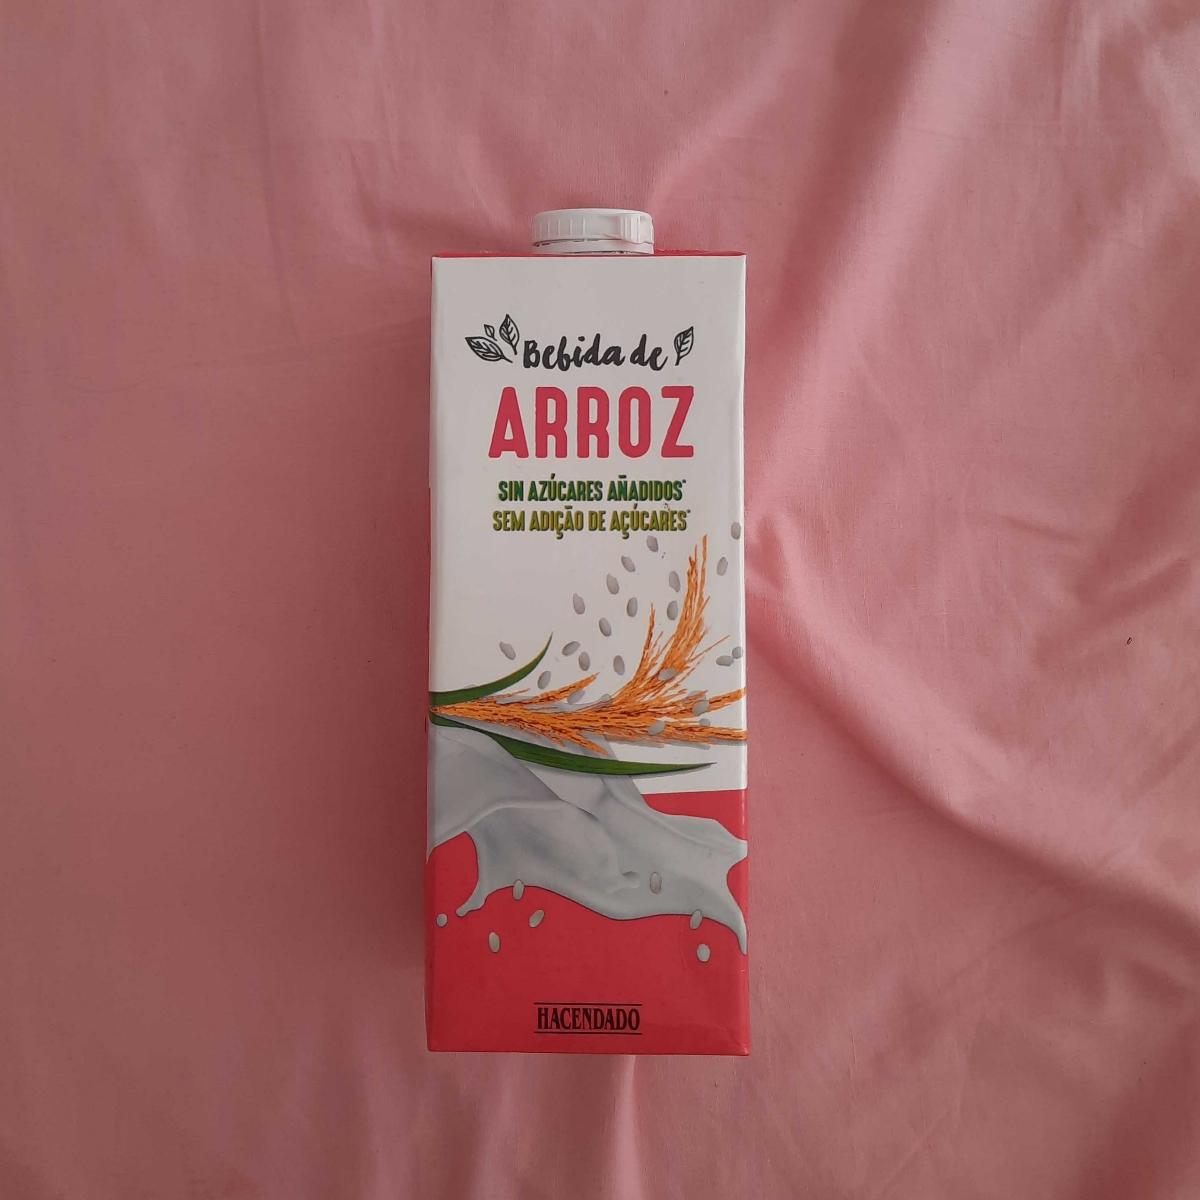 Bebida de
ARROZ
SIN AZÚCARES AÑADIDOS*
SEM ADIÇÃO DE AÇÚCARES*
HACENDADO